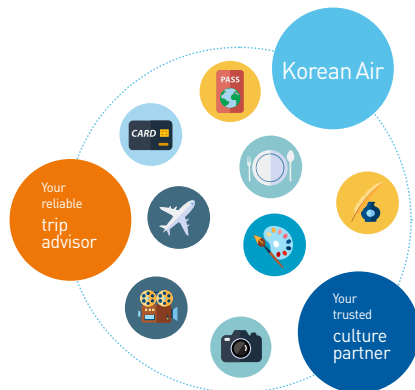 Korean Air
PASS
CARD
Your
reliable
trip
advisor
Your
trusted
culture
partner